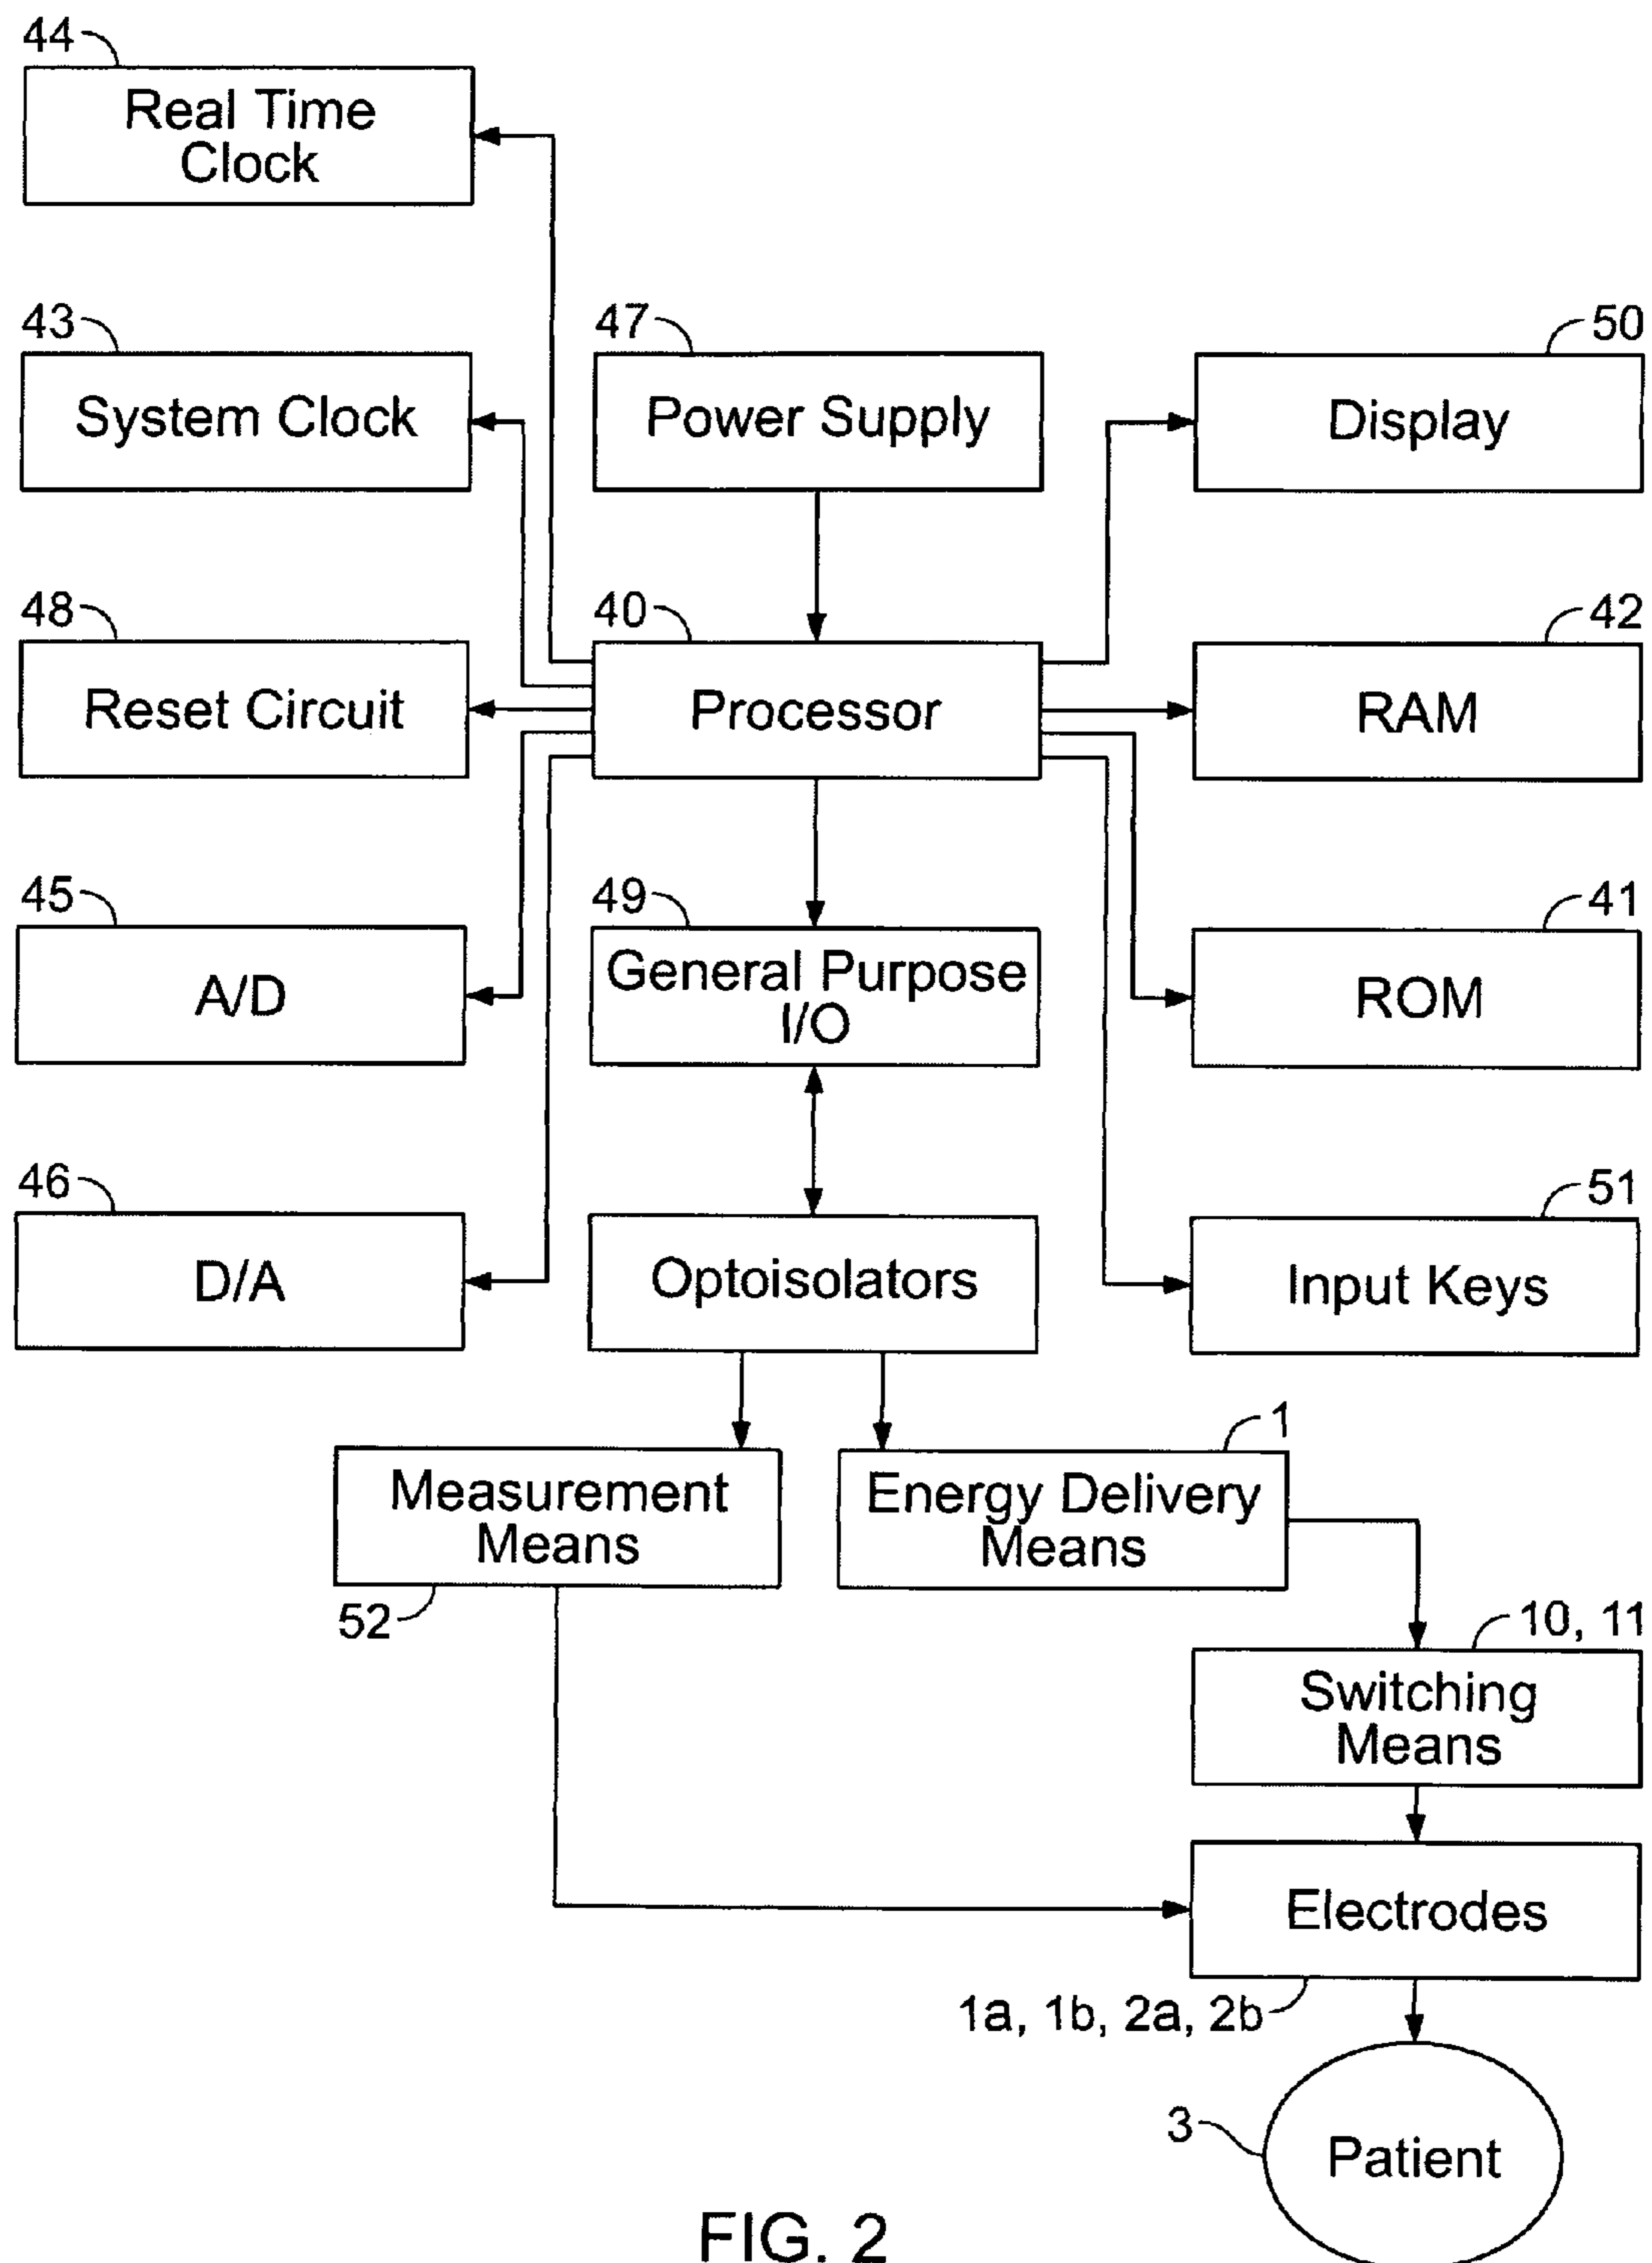 44
Real Time
Clock
43
System Clock
47
Power Supply
50
Display
48
Reset Circuit
40
Processor
42
RAM
45
A/D
49
General Purpose
I/O
41
ROM
46
D/A
Optoisolators
51
Input Keys
Measurement
Means
52
1
Energy Delivery
Means
10, 11
Switching
Means
Electrodes
1a, 1b, 2a, 2b
3
Patient
FIG. 2